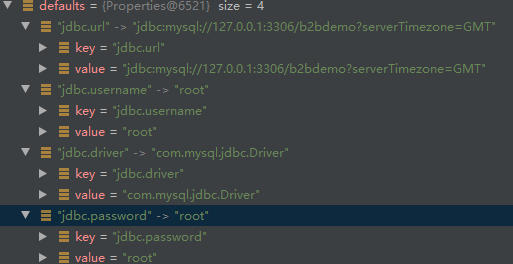 defaults = {Properties@6521} size = 4
"jdbc.url" -> "jdbc:mysql://127.0.0.1:3306/b2bdemo?serverTimezone=GMT"
key = "jdbc.url"
value = "jdbc:mysql://127.0.0.1:3306/b2bdemo?serverTimezone=GMT"
"jdbc.username" -> "root"
key = "jdbc.username"
value = "root"
"jdbc.driver" -> "com.mysql.jdbc.Driver"
key = "jdbc.driver"
value = "com.mysql.jdbc.Driver"
"jdbc.password" -> "root"
key = "jdbc.password"
value = "root"